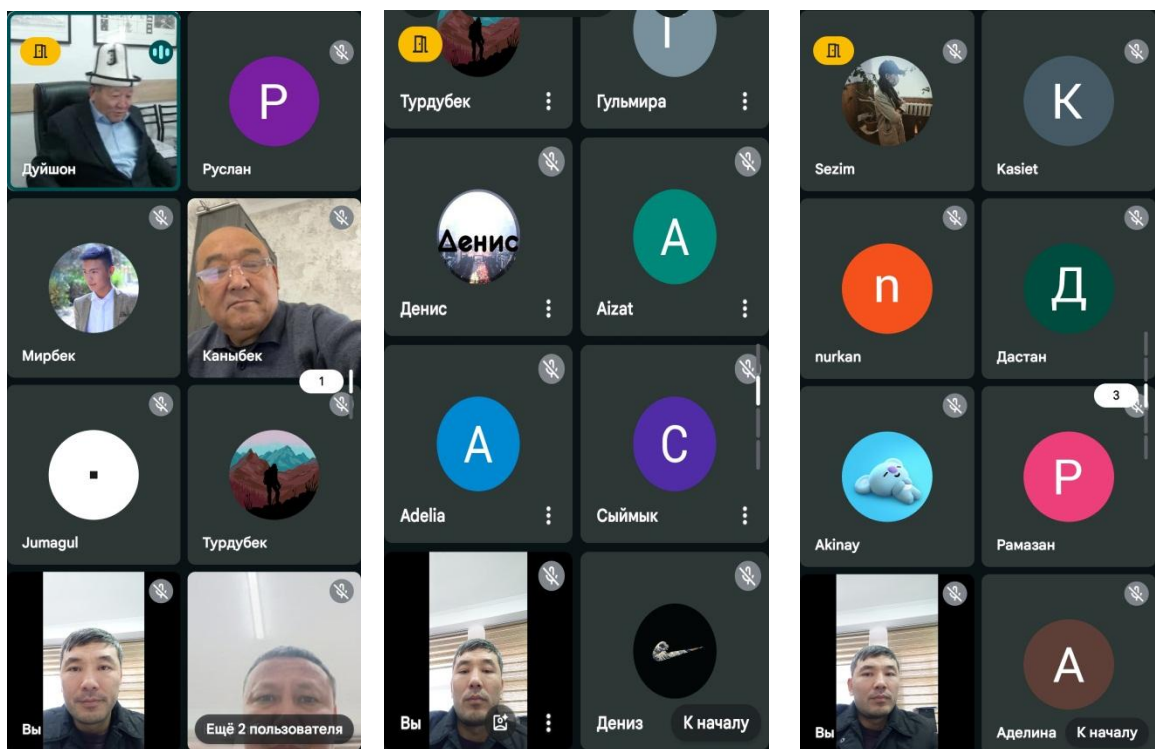 Дуйшон
P
Руслан
Мирбек
Каныбек
1
Jumagul
Турдубек
Вы
Ещё 2 пользователя
Турдубек
Гульмира
Денис
Денис
A
Aizat
A
Adelia
C
Сыймык
Вы
Дениз
К началу
Sezim
K
Kasiet
n
nurkan
Д
Дастан
3
Akinay
P
Рамазан
Вы
A
Аделина
К началу